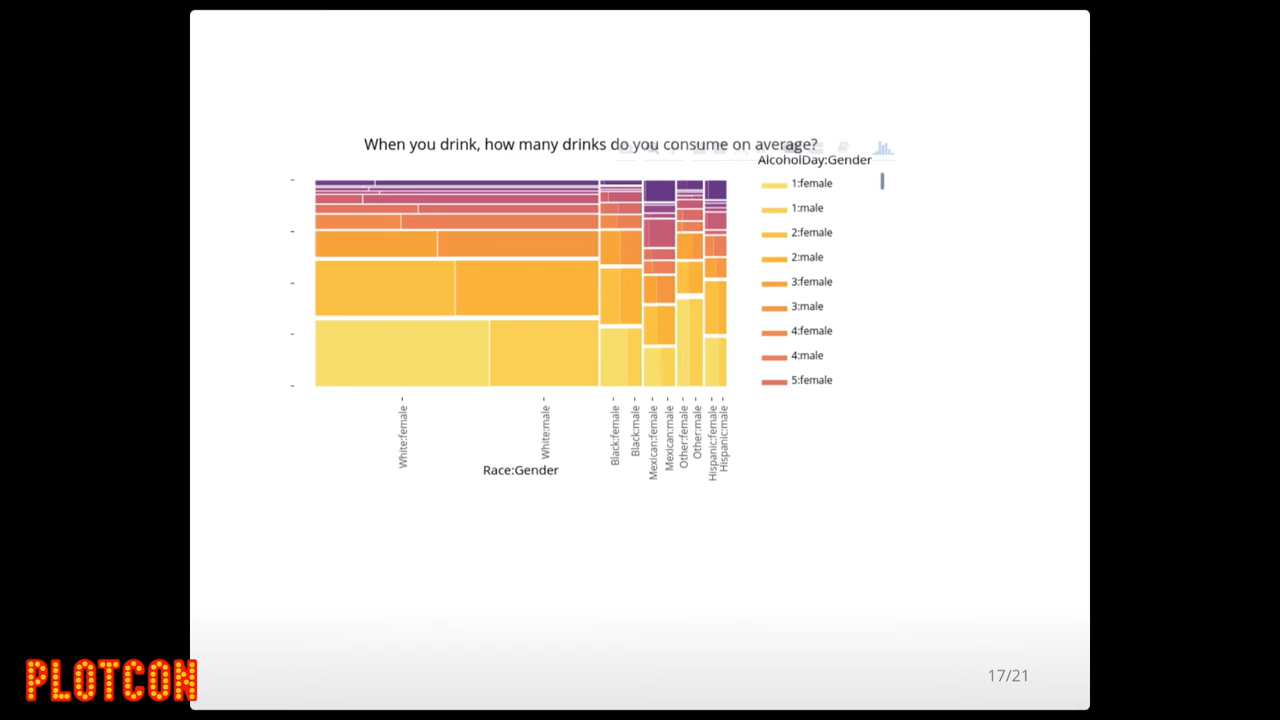 When you drink, how many drinks do you consume on average?
AlcoholDay:Gender
1:female
1:male
2:female
2:male
3:female
3:male
4:female
4:male
5:female
White:female
White:male
Black:female
Black:male
Mexican:female
Mexican:male
Other:female
Other:male
Hispanic:female
Hispanic:male
Race:Gender
17/21
PLOTCON